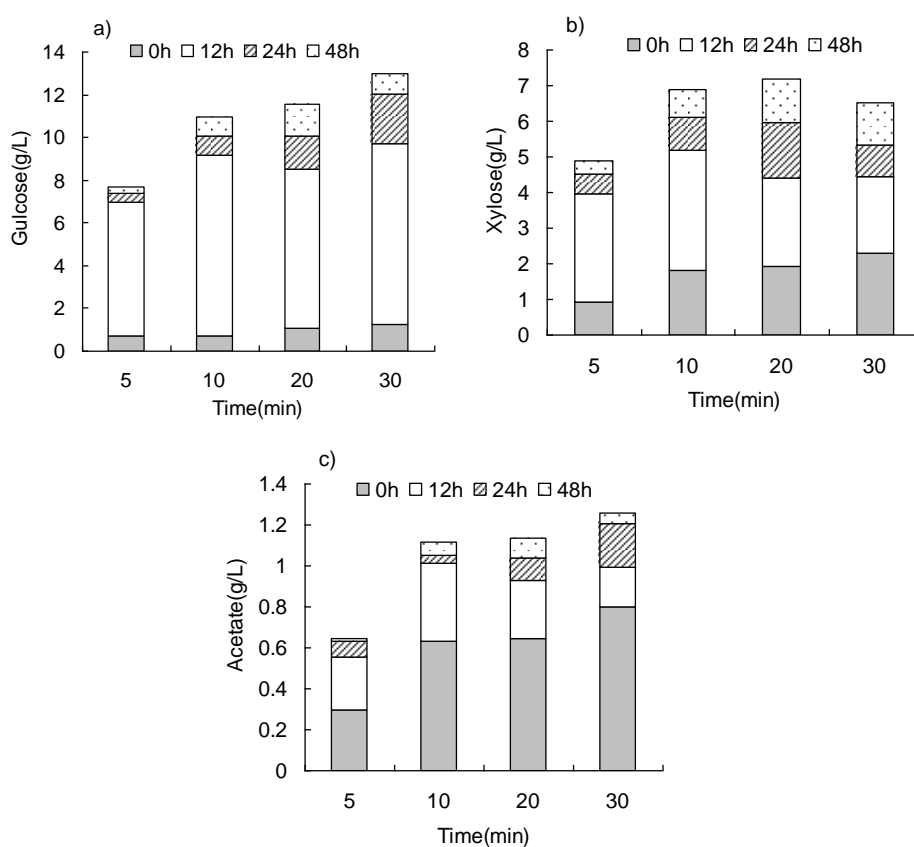 a)
0h 12h 24h 48h
Gulcose(g/L)
14
12
10
8
6
4
2
0
5 10 20 30
Time(min)
b)
0h 12h 24h 48h
Xylose(g/L)
8
7
6
5
4
3
2
1
0
5 10 20 30
Time(min)
c)
0h 12h 24h 48h
Acetate(g/L)
1.4
1.2
1
0.8
0.6
0.4
0.2
0
5 10 20 30
Time(min)